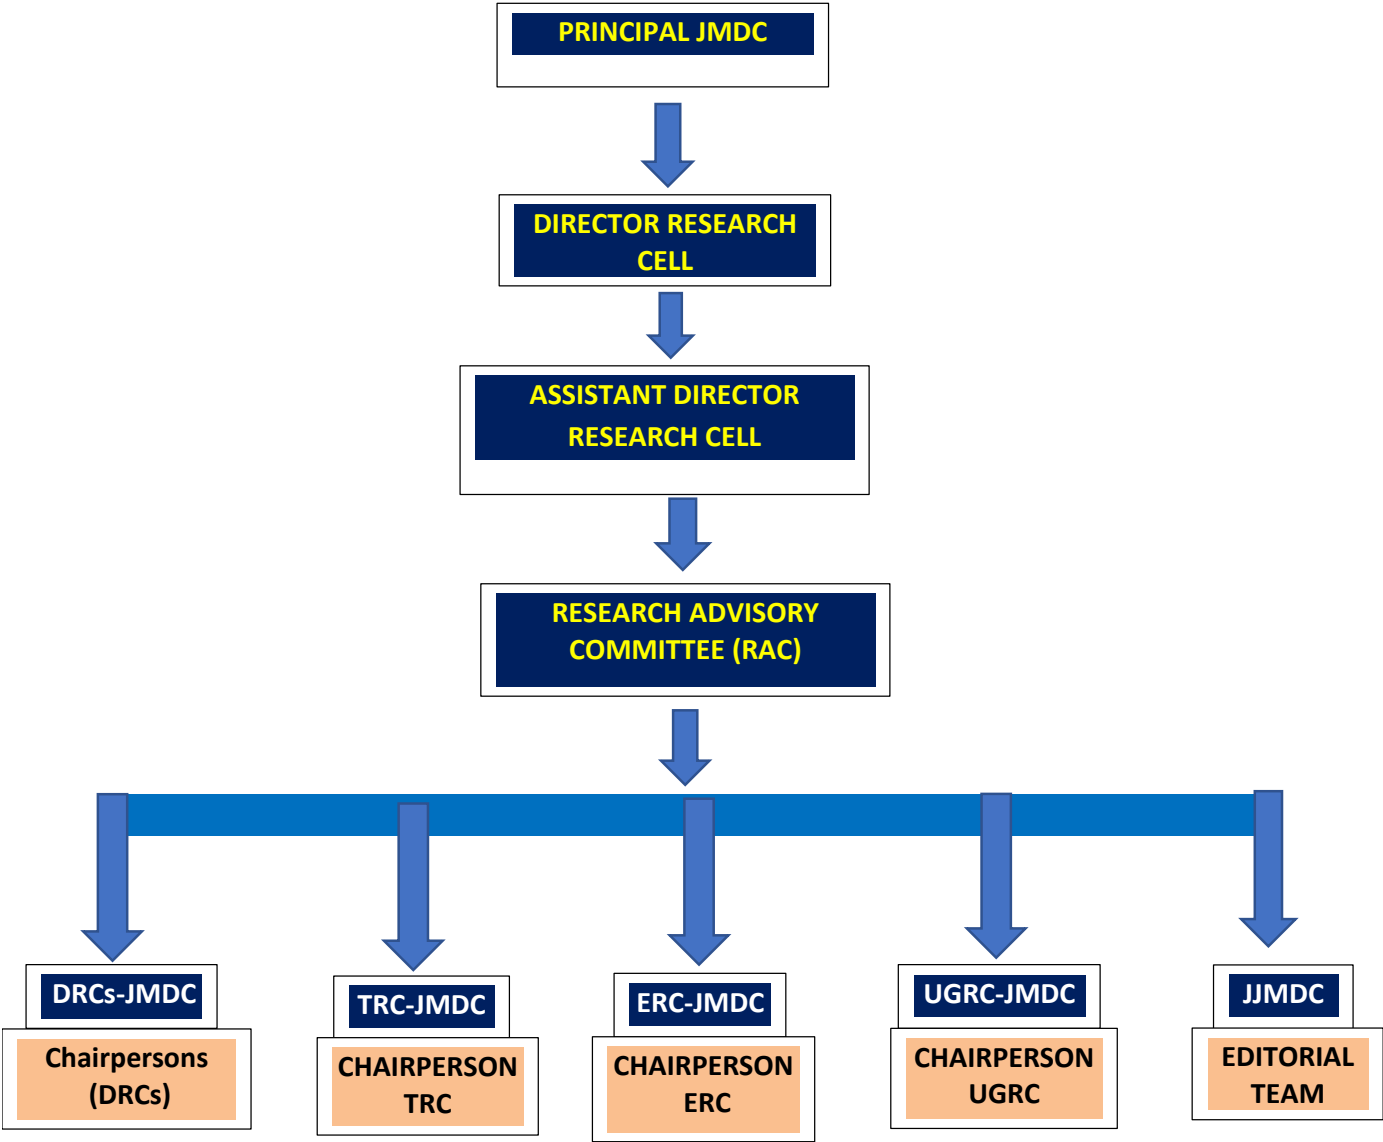 PRINCIPAL JMDC
DIRECTOR RESEARCH
CELL
ASSISTANT DIRECTOR
RESEARCH CELL
RESEARCH ADVISORY
COMMITTEE (RAC)
DRCs-JMDC
Chairpersons
(DRCs)
TRC-JMDC
CHAIRPERSON
TRC
ERC-JMDC
CHAIRPERSON
ERC
UGRC-JMDC
CHAIRPERSON
UGRC
JJMDC
EDITORIAL
TEAM